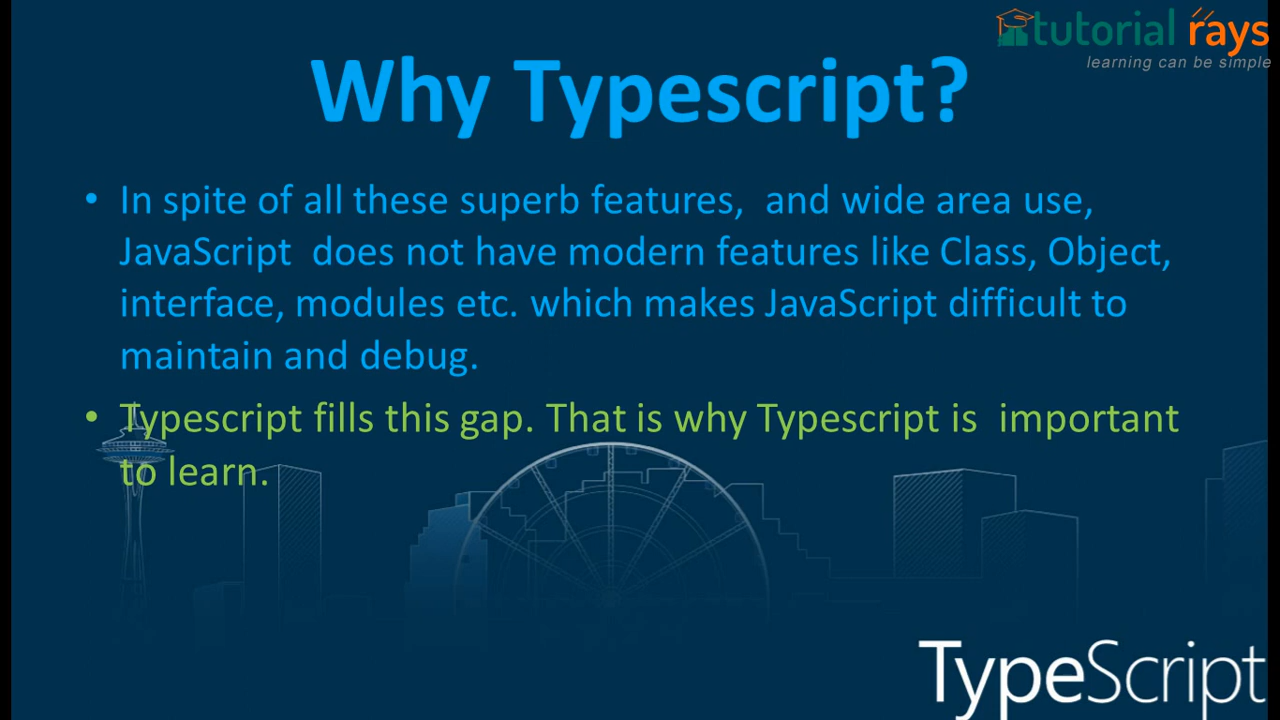 tutorial rays
learning can be simple
Why Typescript?
• In spite of all these superb features,  and wide area use,
JavaScript  does not have modern features like Class, Object,
interface, modules etc. which makes JavaScript difficult to
maintain and debug.
• Typescript fills this gap. That is why Typescript is  important
to learn.
TypeScript